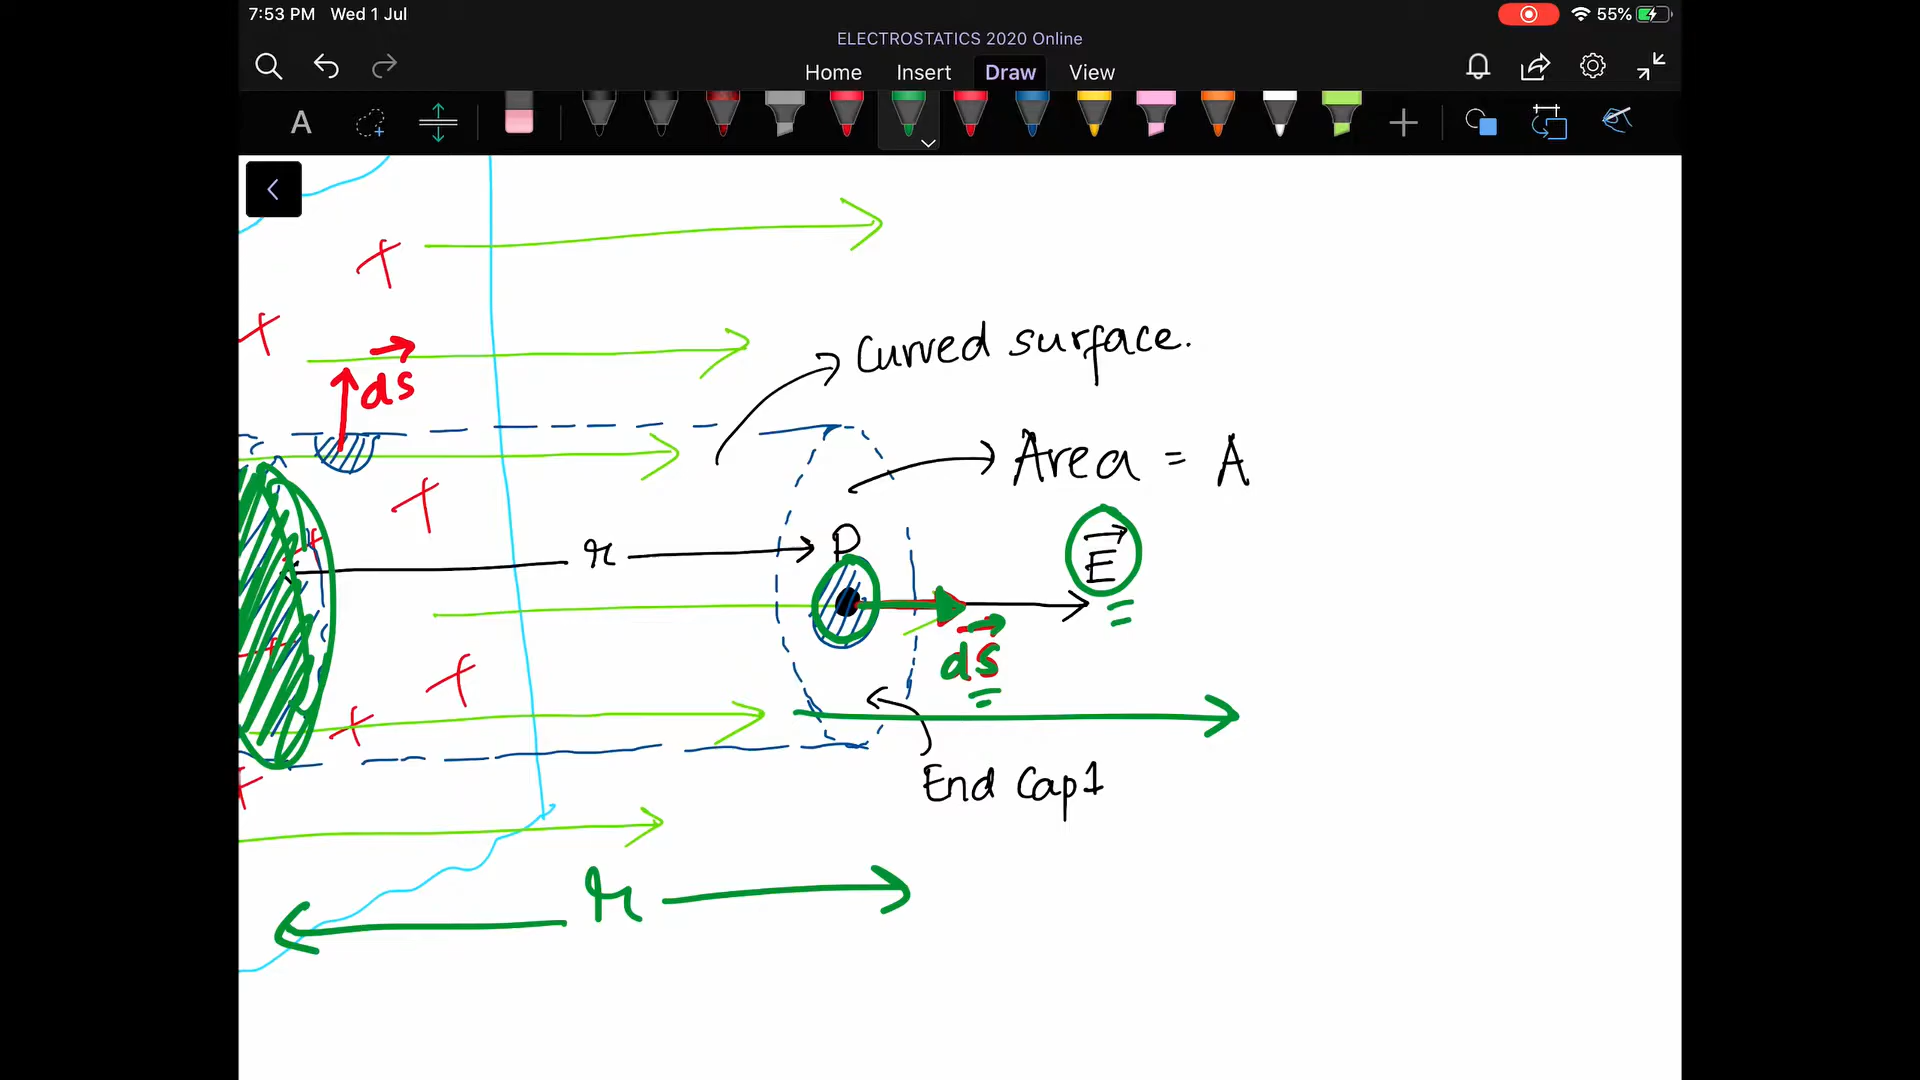 7:53 PM Wed 1 Jul
55%
ELECTROSTATICS 2020 Online
Home Insert Draw View
A
ds
Curved surface.
Area = A
r
P
E
ds
End Cap1
r